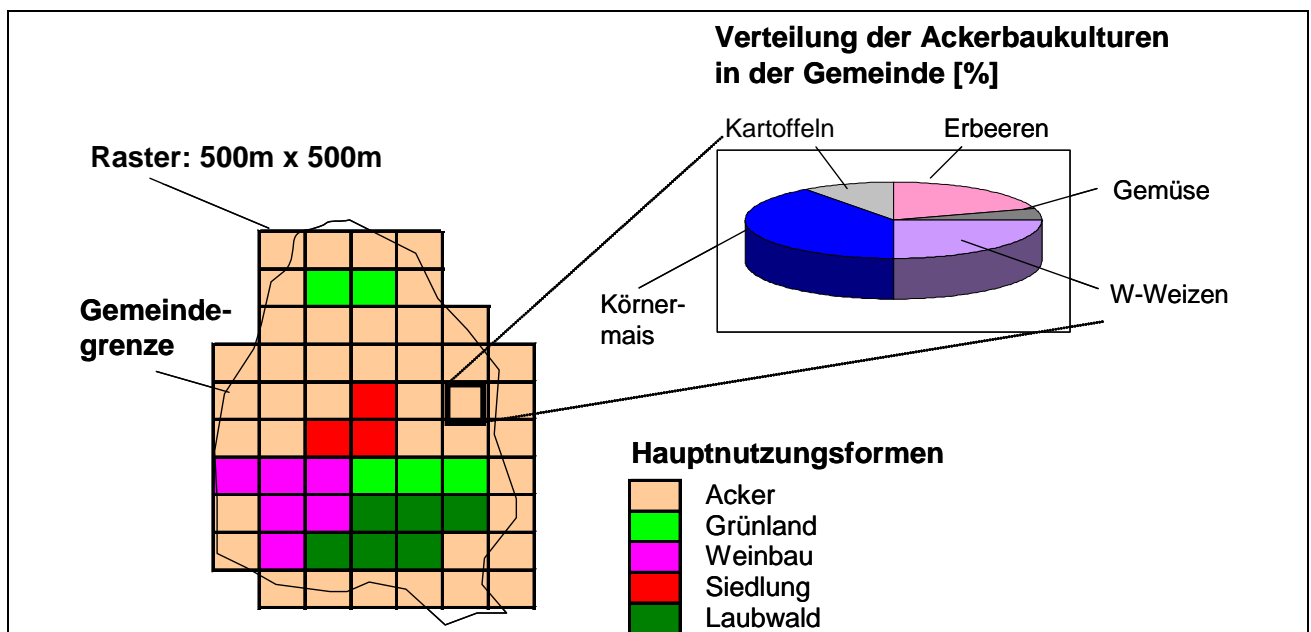 Verteilung der Ackerbaukulturen
in der Gemeinde [%]
Kartoffeln
Erbeeren
Raster: 500m x 500m
Gemüse
Gemeinde-
grenze
Körner-
mais
W-Weizen
Hauptnutzungsformen
Acker
Grünland
Weinbau
Siedlung
Laubwald